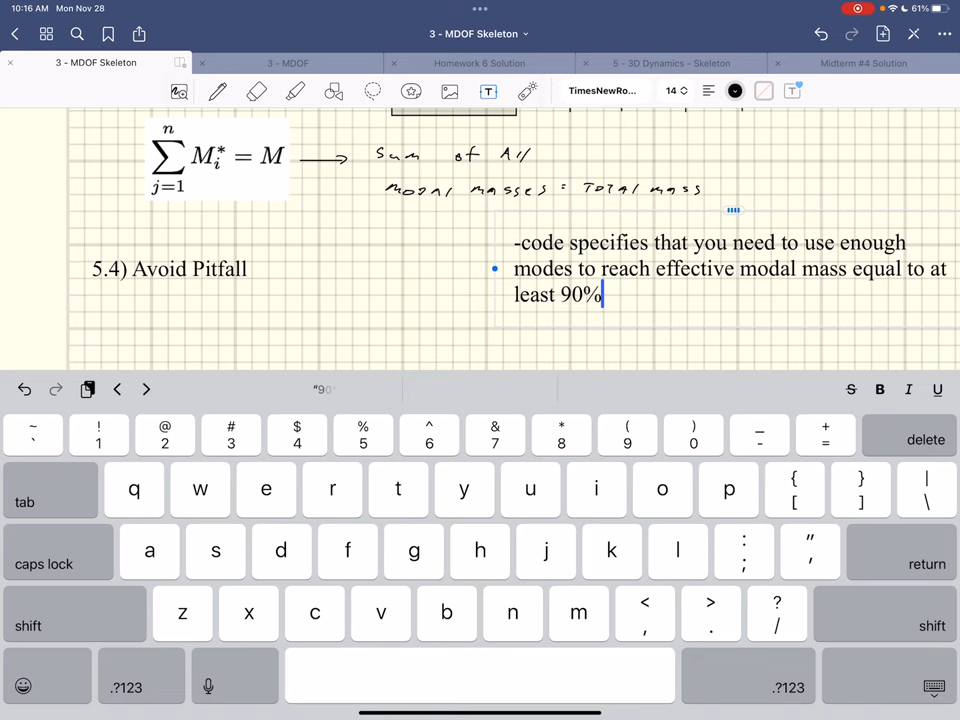 10:16 AM Mon Nov 28
61%
3 - MDOF Skeleton
3 - MDOF Skeleton
3 - MDOF
Homework 6 Solution
5 - 3D Dynamics - Skeleton
Midterm #4 Solution
TimesNewRo...
14
n
∑ M_i^* = M
j=1
Sum of All
Modal masses = Total mass
5.4) Avoid Pitfall
-code specifies that you need to use enough
modes to reach effective modal mass equal to at
least 90%
"90"
S B I U
~ ! @ # $ % ^ & * ( ) _ +
` 1 2 3 4 5 6 7 8 9 0 - = delete
tab q w e r t y u i o p { [ } ] | \
caps lock a s d f g h j k l : ; " ' return
shift z x c v b n m < , > . ? / shift
.?123 .?123